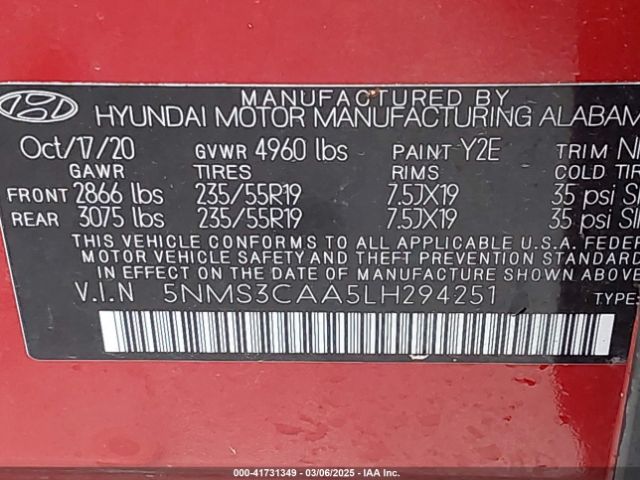 MANUFACTURED BY
HYUNDAI MOTOR MANUFACTURING ALABAM
Oct/17/20 GVWR 4960 lbs PAINT Y2E TRIM
GAWR TIRES RIMS COLD TIR
FRONT 2866 lbs 235/55R19 7.5JX19 35 psi
REAR 3075 lbs 235/55R19 7.5JX19 35 psi
THIS VEHICLE CONFORMS TO ALL APPLICABLE U.S.A. FEDER
MOTOR VEHICLE SAFETY, BUMPER, AND THEFT PREVENTION STANDARDS
IN EFFECT ON THE DATE OF MANUFACTURE SHOWN ABOVE.
V.I.N 5NMS3CAA5LH294251 TYPE:
000-41731349 | 03/06/2025 - IAA Inc.